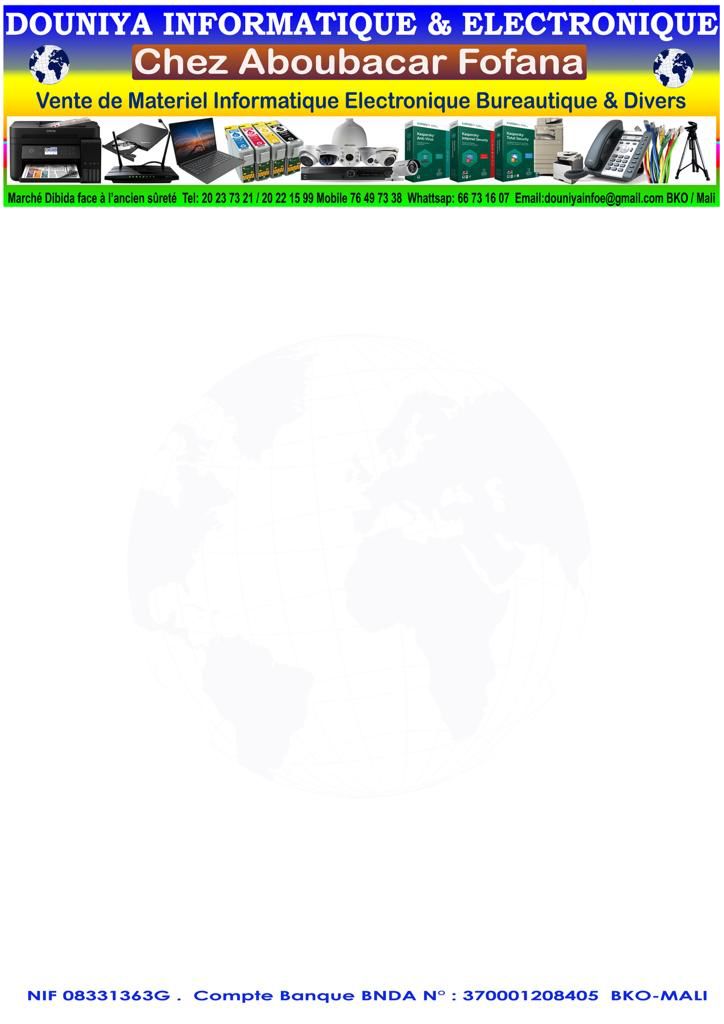 DOUNIYA INFORMATIQUE & ELECTRONIQUE
Chez Aboubacar Fofana
Vente de Materiel Informatique Electronique Bureautique & Divers
Marché Dibida face à l'ancien sûreté Tel: 20 23 73 21 / 20 22 15 99 Mobile 76 49 73 38 Whattsap: 66 73 16 07 Email:douniyainfoe@gmail.com BKO / Mali
NIF 08331363G . Compte Banque BNDA N° : 370001208405 BKO-MALI